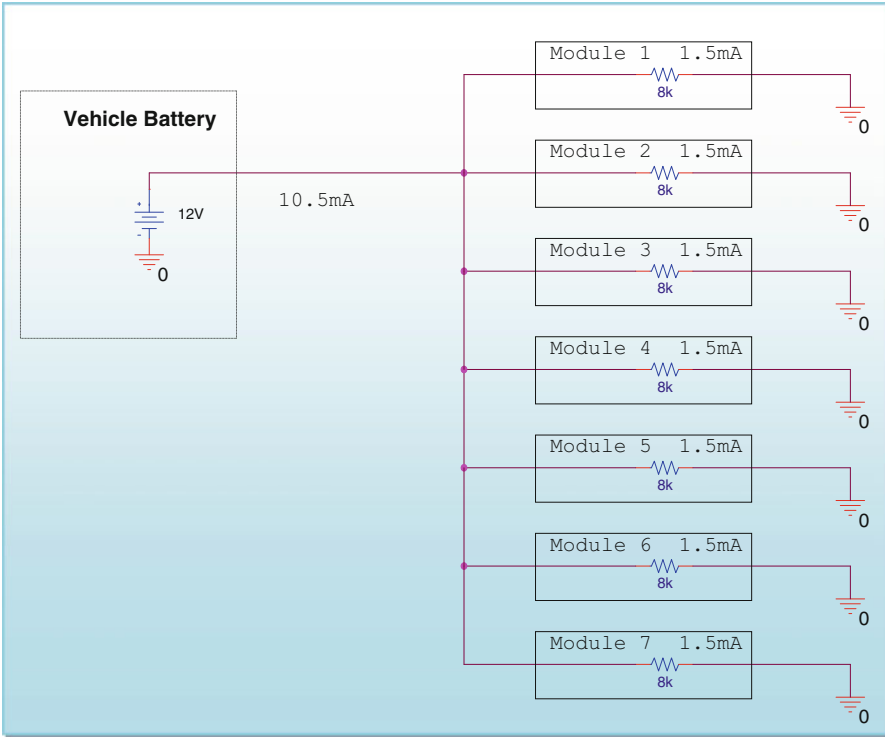 Module 1 1.5mA
8k
0
Vehicle Battery
Module 2 1.5mA
8k
0
10.5mA
+
12V
-
0
Module 3 1.5mA
8k
0
Module 4 1.5mA
8k
0
Module 5 1.5mA
8k
0
Module 6 1.5mA
8k
0
Module 7 1.5mA
8k
0